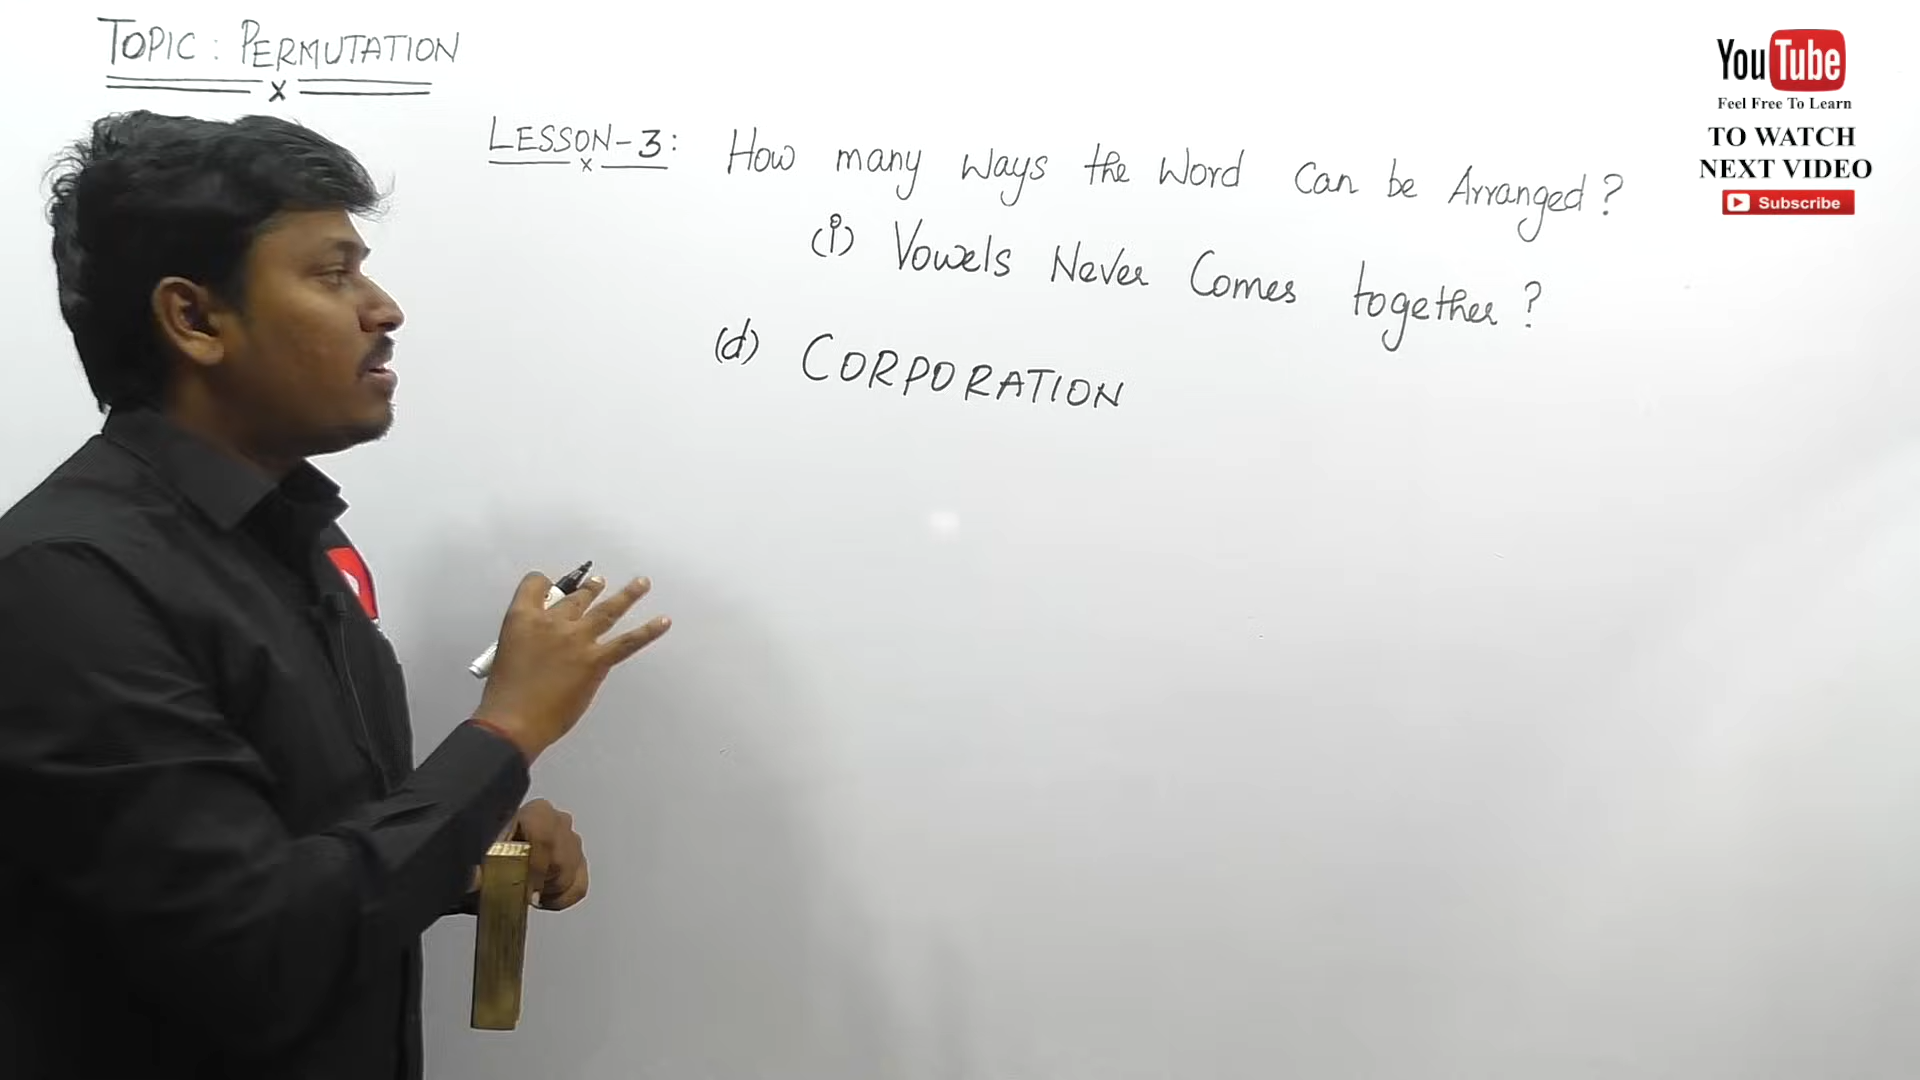 TOPIC : PERMUTATION
x
LESSON-3: How many Ways the Word Can be Arranged?
x
(i) Vowels Never Comes together?
(d) CORPORATION
YouTube
Feel Free To Learn
TO WATCH
NEXT VIDEO
Subscribe